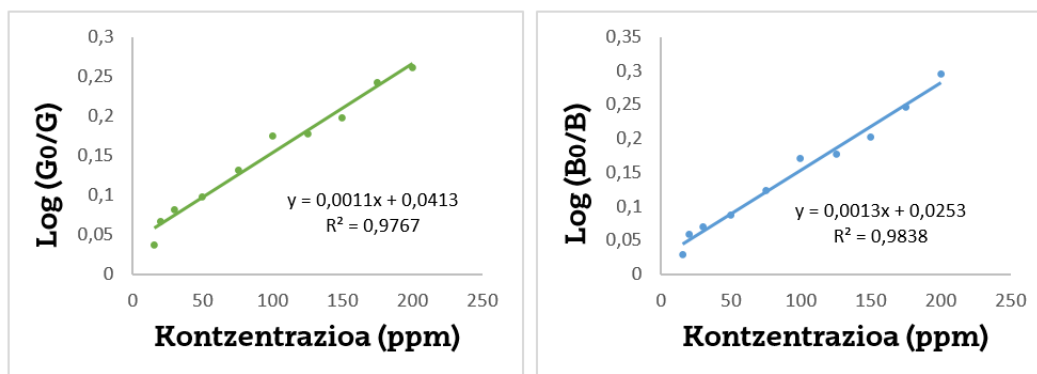 0,3
0,25
0,2
0,15
0,1
0,05
0
Log (G0/G)
y = 0,0011x + 0,0413
R² = 0,9767
0 50 100 150 200 250
Kontzentrazioa (ppm)
0,35
0,3
0,25
0,2
0,15
0,1
0,05
0
Log (B0/B)
y = 0,0013x + 0,0253
R² = 0,9838
0 50 100 150 200 250
Kontzentrazioa (ppm)